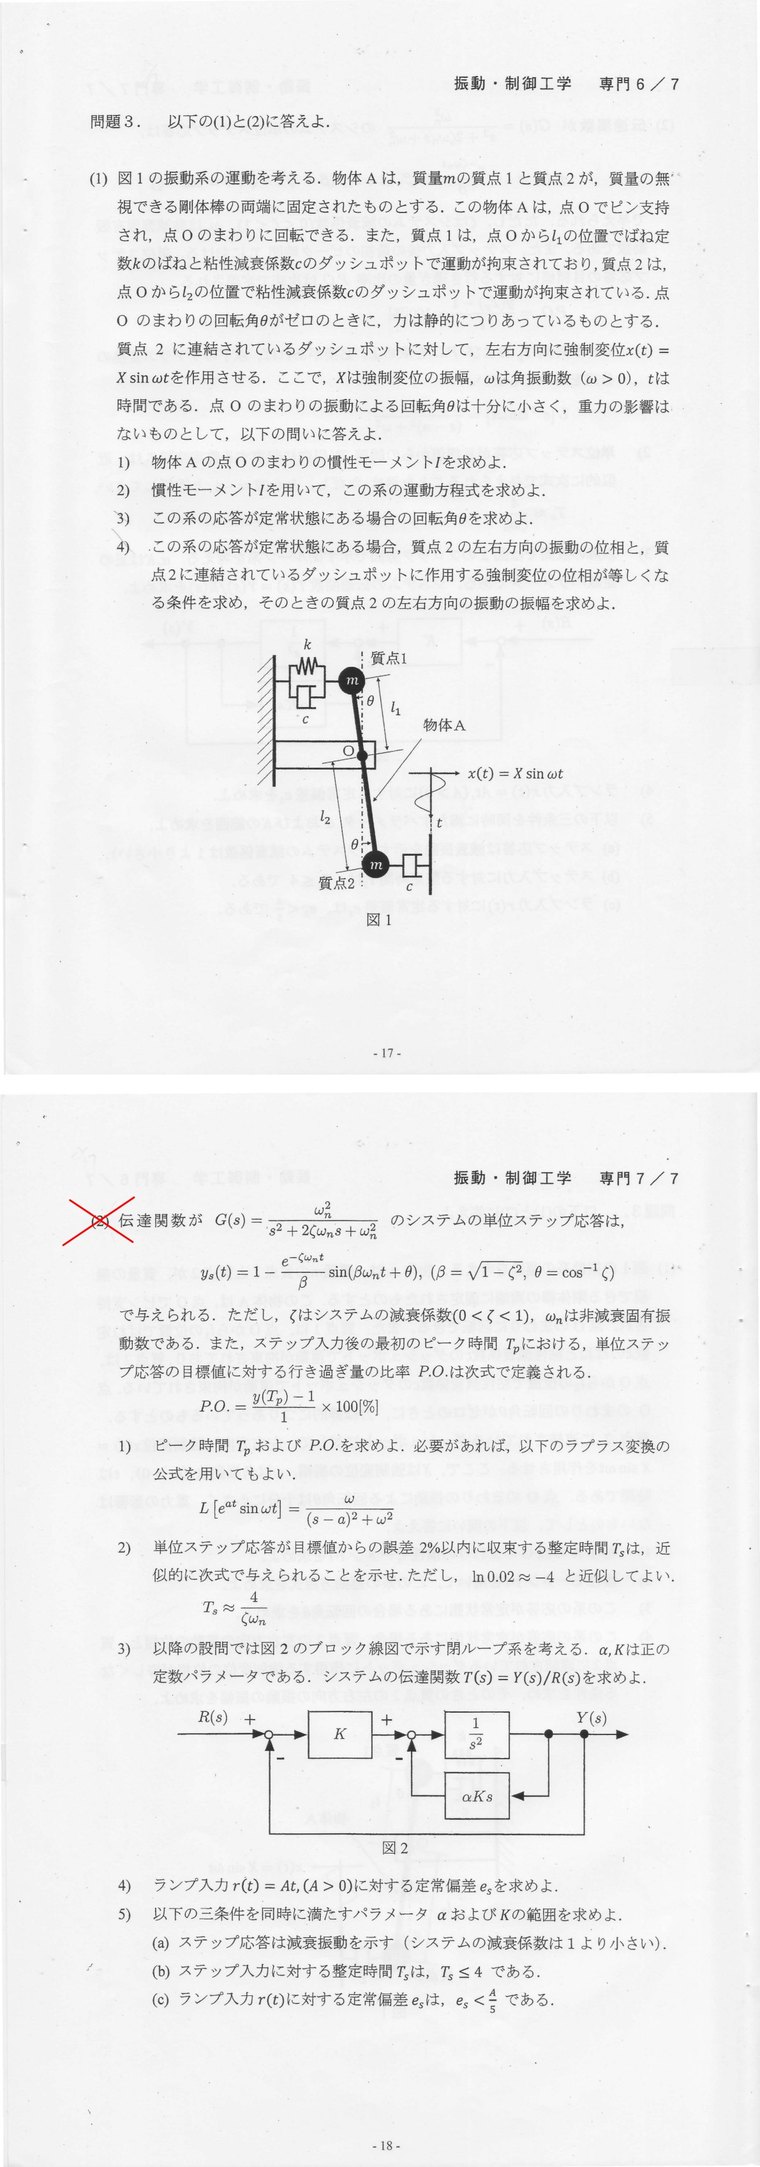 振動・制御工学　専門６／７
問題３．　以下の(1)と(2)に答えよ．
(1) 図１の振動系の運動を考える．物体Ａは，質量mの質点１と質点２が，質量の無
視できる剛体棒の両端に固定されたものとする．この物体Ａは，点Ｏでピン支持
され，点Ｏのまわりに回転できる．また，質点１は，点Ｏからl₁の位置でばね定
数kのばねと粘性減衰係数cのダッシュポットで運動が拘束されており，質点２は，
点Ｏからl₂の位置で粘性減衰係数cのダッシュポットで運動が拘束されている．点
Ｏ のまわりの回転角θがゼロのときに，力は静的につりあっているものとする．
質点 2 に連結されているダッシュポットに対して，左右方向に強制変位x(t) =
X sin ωtを作用させる．ここで，Xは強制変位の振幅，ωは角振動数（ω > 0），tは
時間である．点Ｏのまわりの振動による回転角θは十分に小さく，重力の影響は
ないものとして，以下の問いに答えよ．
1)　物体Ａの点Ｏのまわりの慣性モーメントIを求めよ．
2)　慣性モーメントIを用いて，この系の運動方程式を求めよ．
3)　この系の応答が定常状態にある場合の回転角θを求めよ．
4)　この系の応答が定常状態にある場合，質点２の左右方向の振動の位相と，質
点２に連結されているダッシュポットに作用する強制変位の位相が等しくな
る条件を求め，そのときの質点２の左右方向の振動の振幅を求めよ．
k
質点1
m
θ
l₁
c
物体A
O
x(t) = X sin ωt
l₂
t
θ
m
質点2
c
図１
- 17 -
振動・制御工学　専門７／７
(2) 伝達関数が G(s) = ωₙ² / (s² + 2ζωₙs + ωₙ²) のシステムの単位ステップ応答は，
yₛ(t) = 1 − e^(−ζωₙt)/β sin(βωₙt + θ), (β = √(1 − ζ²), θ = cos⁻¹ ζ)
で与えられる．ただし，ζはシステムの減衰係数(0 < ζ < 1)，ωₙは非減衰固有振
動数である．また，ステップ入力後の最初のピーク時間 Tₚにおける，単位ステッ
プ応答の目標値に対する行き過ぎ量の比率 P.O.は次式で定義される．
P.O. = (y(Tₚ) − 1)/1 × 100[%]
1)　ピーク時間 Tₚ および P.O.を求めよ．必要があれば，以下のラプラス変換の
公式を用いてもよい．
L [e^(at) sin ωt] = ω / ((s − a)² + ω²)
2)　単位ステップ応答が目標値からの誤差 2%以内に収束する整定時間 Tₛは，近
似的に次式で与えられることを示せ．ただし， ln 0.02 ≈ −4 と近似してよい．
Tₛ ≈ 4/(ζωₙ)
3)　以降の設問では図２のブロック線図で示す閉ループ系を考える．α, Kは正の
定数パラメータである．システムの伝達関数 T(s) = Y(s)/R(s)を求めよ．
R(s) + - K + - 1/s² Y(s)
αKs
図２
4)　ランプ入力 r(t) = At, (A > 0)に対する定常偏差 eₛを求めよ．
5)　以下の三条件を同時に満たすパラメータ αおよびKの範囲を求めよ．
(a) ステップ応答は減衰振動を示す（システムの減衰係数は１より小さい）．
(b) ステップ入力に対する整定時間 Tₛは，Tₛ ≤ 4 である．
(c) ランプ入力 r(t)に対する定常偏差 eₛは，eₛ < A/5 である．
- 18 -